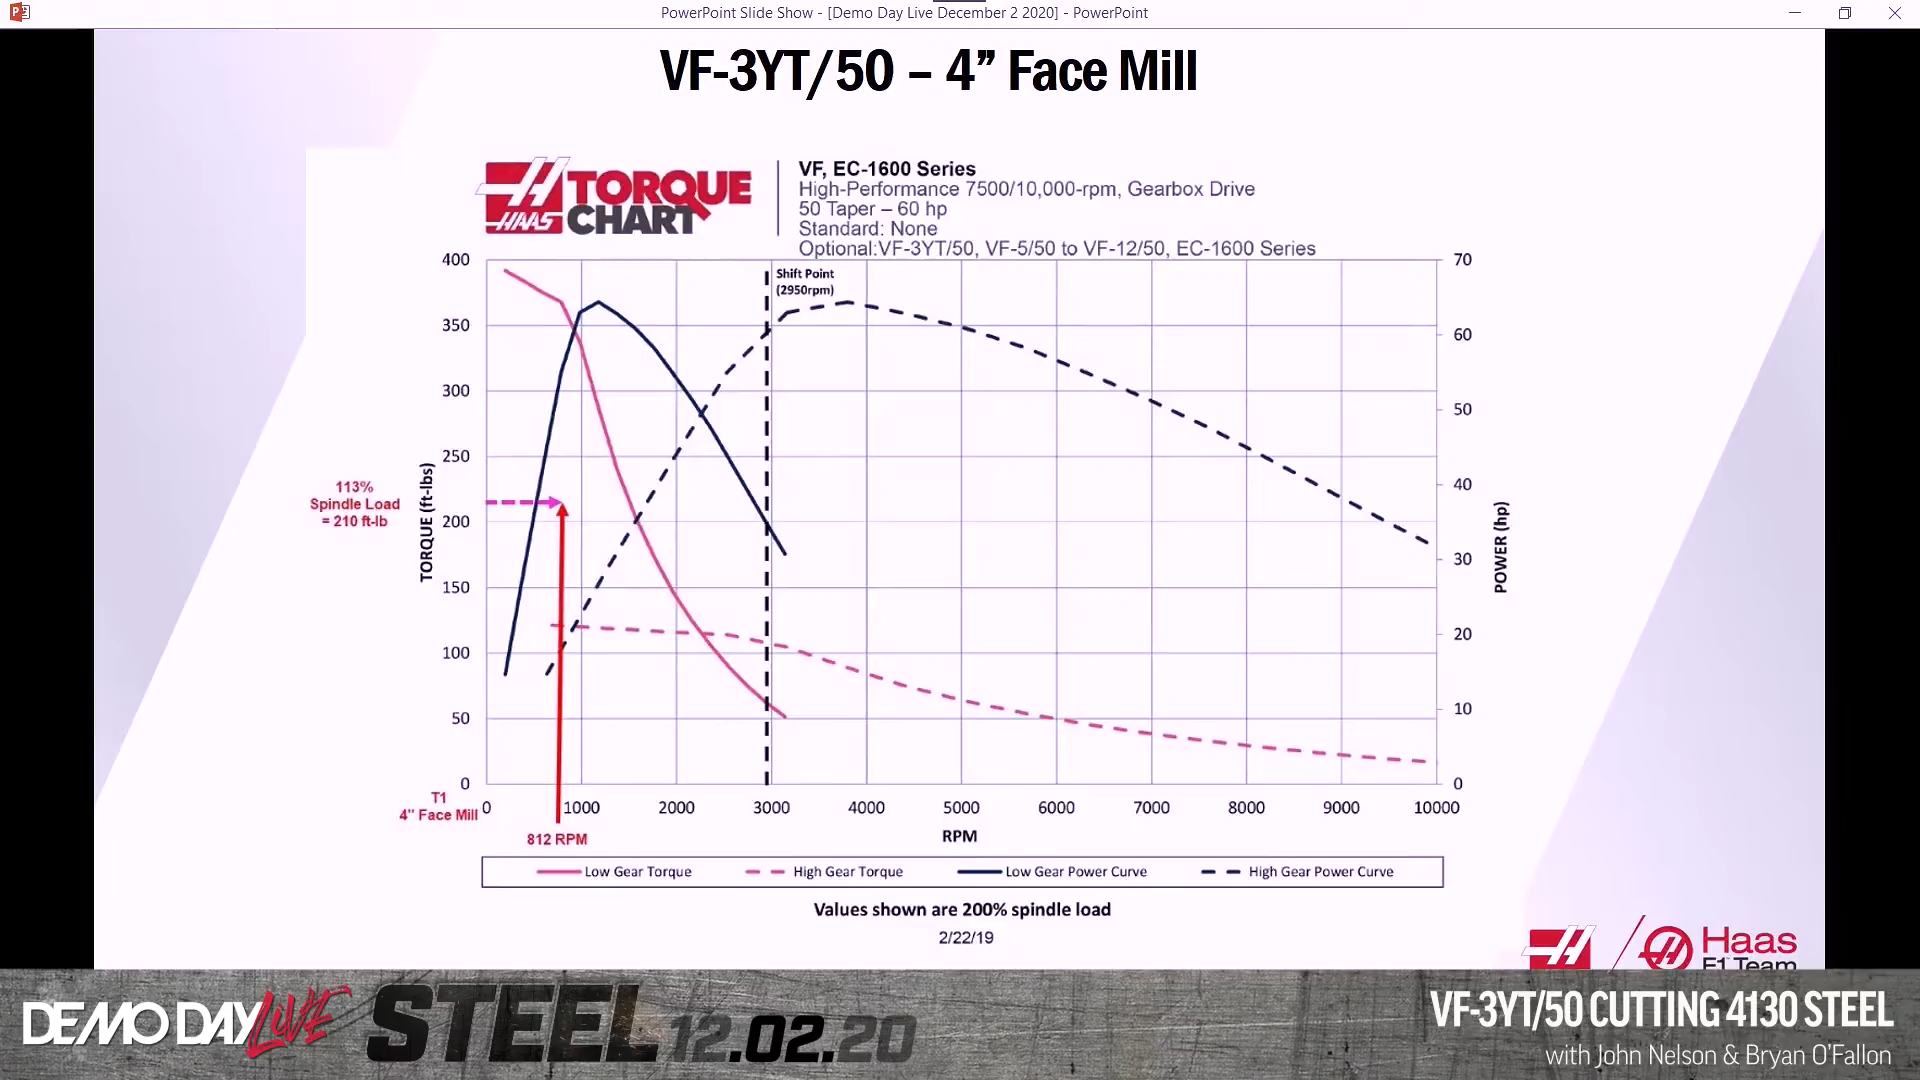 PowerPoint Slide Show - [Demo Day Live December 2 2020] - PowerPoint
VF-3YT/50 – 4” Face Mill
HAAS
TORQUE
CHART
VF, EC-1600 Series
High-Performance 7500/10,000-rpm, Gearbox Drive
50 Taper – 60 hp
Standard: None
Optional:VF-3YT/50, VF-5/50 to VF-12/50, EC-1600 Series
400
350
300
250
200
150
100
50
0
TORQUE (ft-lbs)
70
60
50
40
30
20
10
0
POWER (hp)
Shift Point
(2950rpm)
113%
Spindle Load
= 210 ft-lb
T1
4" Face Mill
0 1000 2000 3000 4000 5000 6000 7000 8000 9000 10000
812 RPM
RPM
Low Gear Torque High Gear Torque Low Gear Power Curve High Gear Power Curve
Values shown are 200% spindle load
2/22/19
Haas
F1 Team
DEMO DAY LIVE STEEL 12.02.20
VF-3YT/50 CUTTING 4130 STEEL
with John Nelson & Bryan O'Fallon